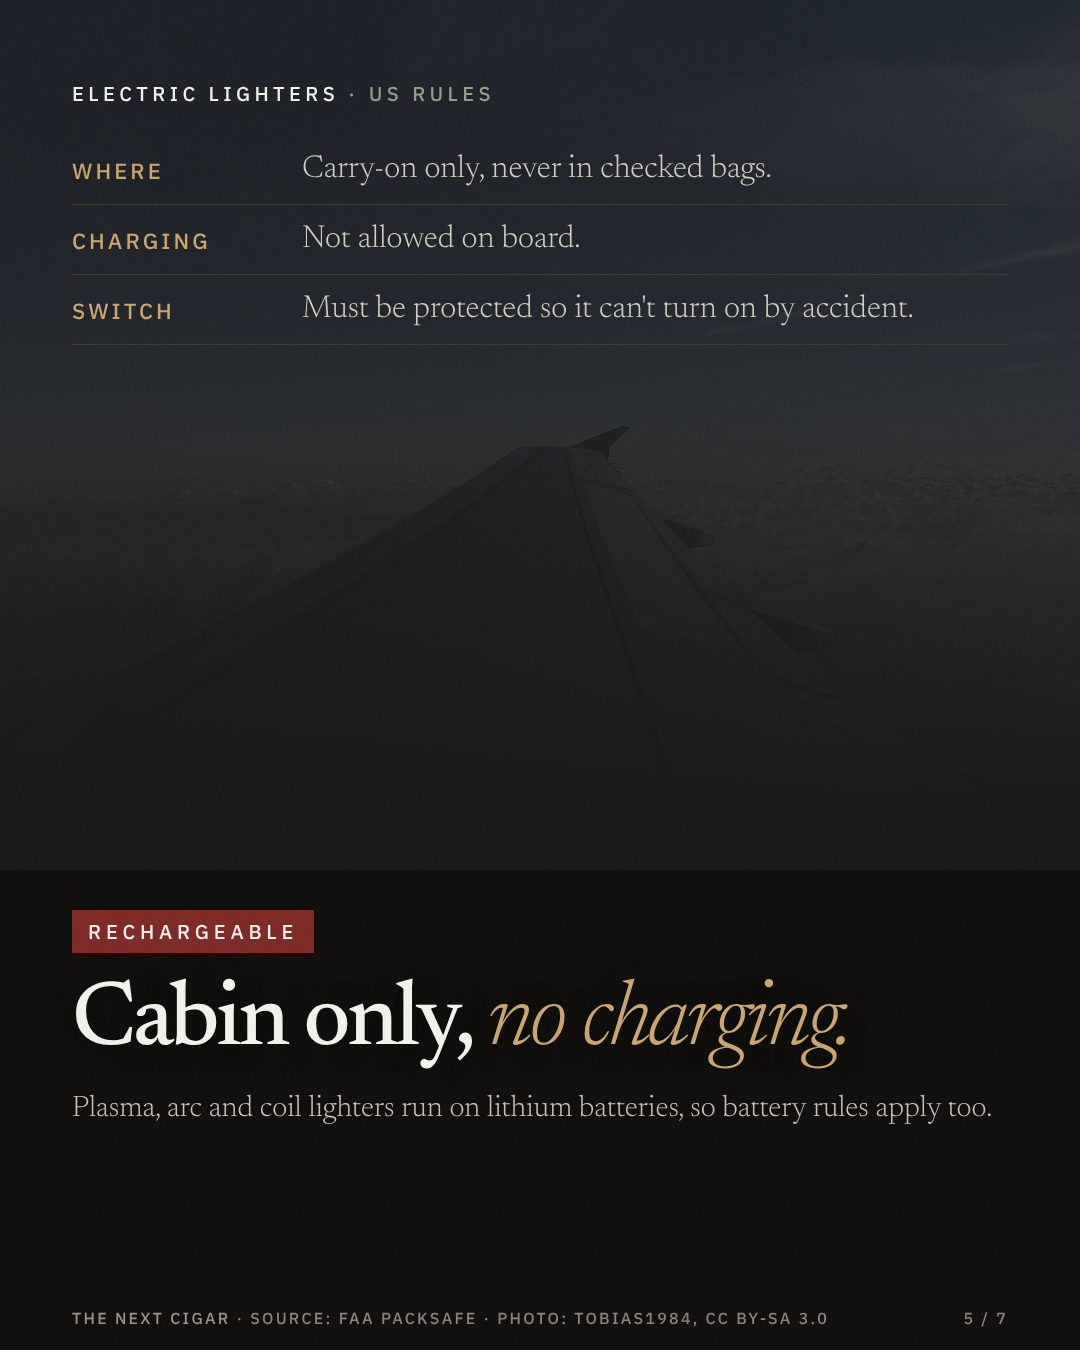 ELECTRIC LIGHTERS · US RULES
WHERE Carry-on only, never in checked bags.
CHARGING Not allowed on board.
SWITCH Must be protected so it can't turn on by accident.
RECHARGEABLE
Cabin only, no charging.
Plasma, arc and coil lighters run on lithium batteries, so battery rules apply too.
THE NEXT CIGAR · SOURCE: FAA PACKSAFE · PHOTO: TOBIAS1984, CC BY-SA 3.0 5 / 7